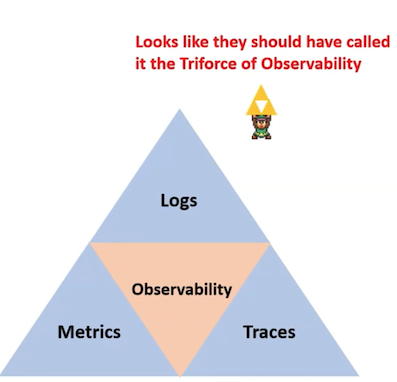 Looks like they should have called
it the Triforce of Observability
Logs
Observability
Metrics
Traces